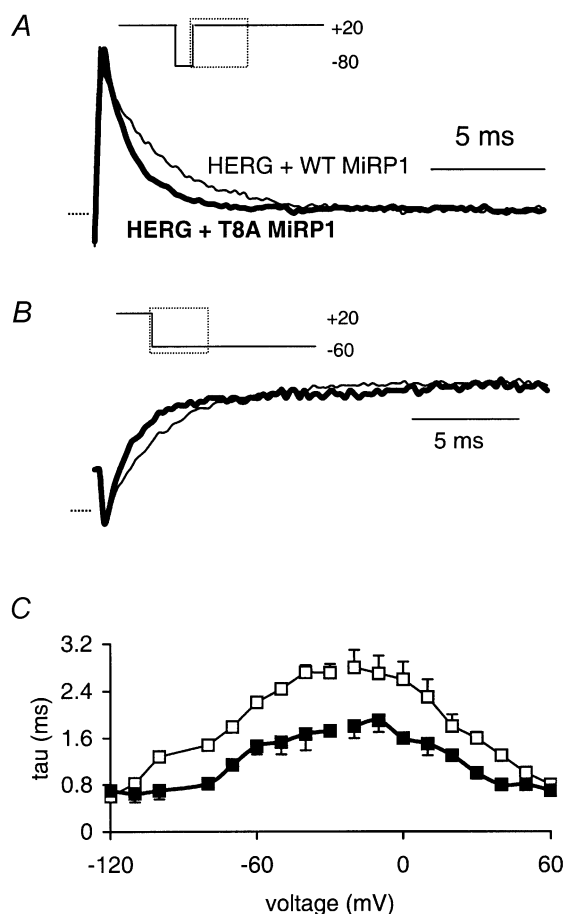 A
+20
-80
5 ms
HERG + WT MiRP1
HERG + T8A MiRP1
B
+20
-60
5 ms
C
3.2
2.4
1.6
0.8
0
tau (ms)
-120
-60
0
60
voltage (mV)